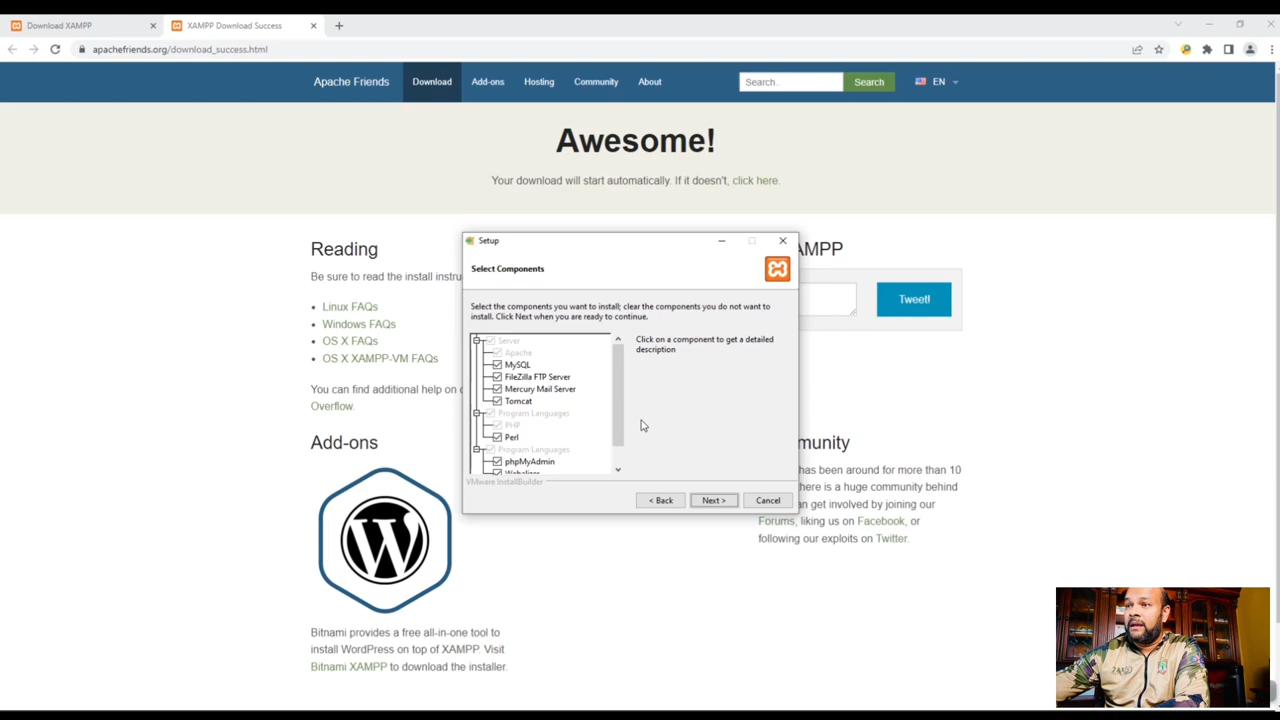 Download XAMPP
XAMPP Download Success
apachefriends.org/download_success.html
Apache Friends
Download
Add-ons
Hosting
Community
About
Search..
Search
EN
Awesome!
Your download will start automatically. If it doesn't, click here.
Reading
Be sure to read the install instru
Linux FAQs
Windows FAQs
OS X FAQs
OS X XAMPP-VM FAQs
You can find additional help on
Overflow.
Add-ons
Bitnami provides a free all-in-one tool to
install WordPress on top of XAMPP. Visit
Bitnami XAMPP to download the installer.
Setup
Select Components
Select the components you want to install; clear the components you do not want to
install. Click Next when you are ready to continue.
Server
Apache
MySQL
FileZilla FTP Server
Mercury Mail Server
Tomcat
Program Languages
PHP
Perl
Program Languages
phpMyAdmin
Webalizer
Click on a component to get a detailed
description
VMware InstallBuilder
< Back
Next >
Cancel
AMPP
Tweet!
munity
has been around for more than 10
here is a huge community behind
an get involved by joining our
Forums, liking us on Facebook, or
following our exploits on Twitter.